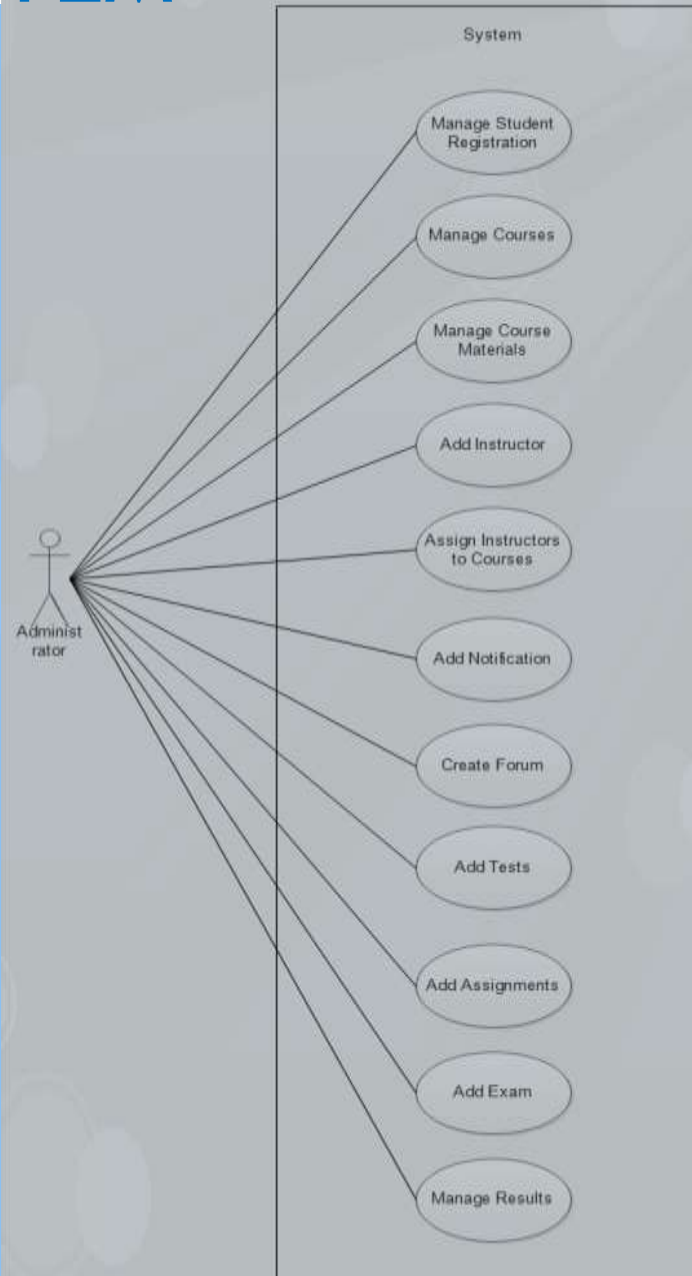 System
Manage Student
Registration
Manage Courses
Manage Course
Materials
Add Instructor
Assign Instructors
to Courses
Administ
rator
Add Notification
Create Forum
Add Tests
Add Assignments
Add Exam
Manage Results